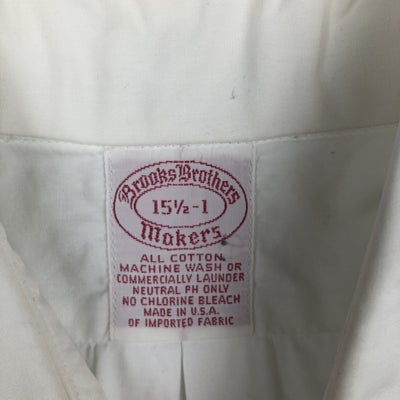 Brooks Brothers
15½-1
Makers
ALL COTTON
MACHINE WASH OR
COMMERCIALLY LAUNDER
NEUTRAL PH ONLY
NO CHLORINE BLEACH
MADE IN U.S.A.
OF IMPORTED FABRIC